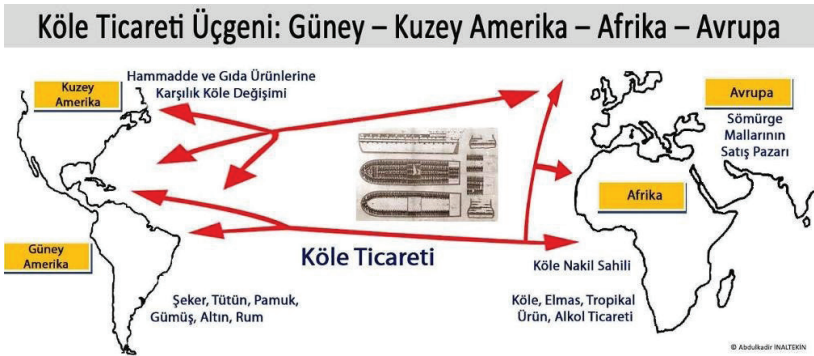 Köle Ticareti Üçgeni: Güney – Kuzey Amerika – Afrika – Avrupa
Kuzey
Amerika
Hammadde ve Gıda Ürünlerine
Karşılık Köle Değişimi
Avrupa
Sömürge
Mallarının
Satış Pazarı
Afrika
Güney
Amerika
Köle Ticareti
Köle Nakil Sahili
Şeker, Tütün, Pamuk,
Gümüş, Altın, Rum
Köle, Elmas, Tropikal
Ürün, Alkol Ticareti
© Abdulkadir INALTEKIN